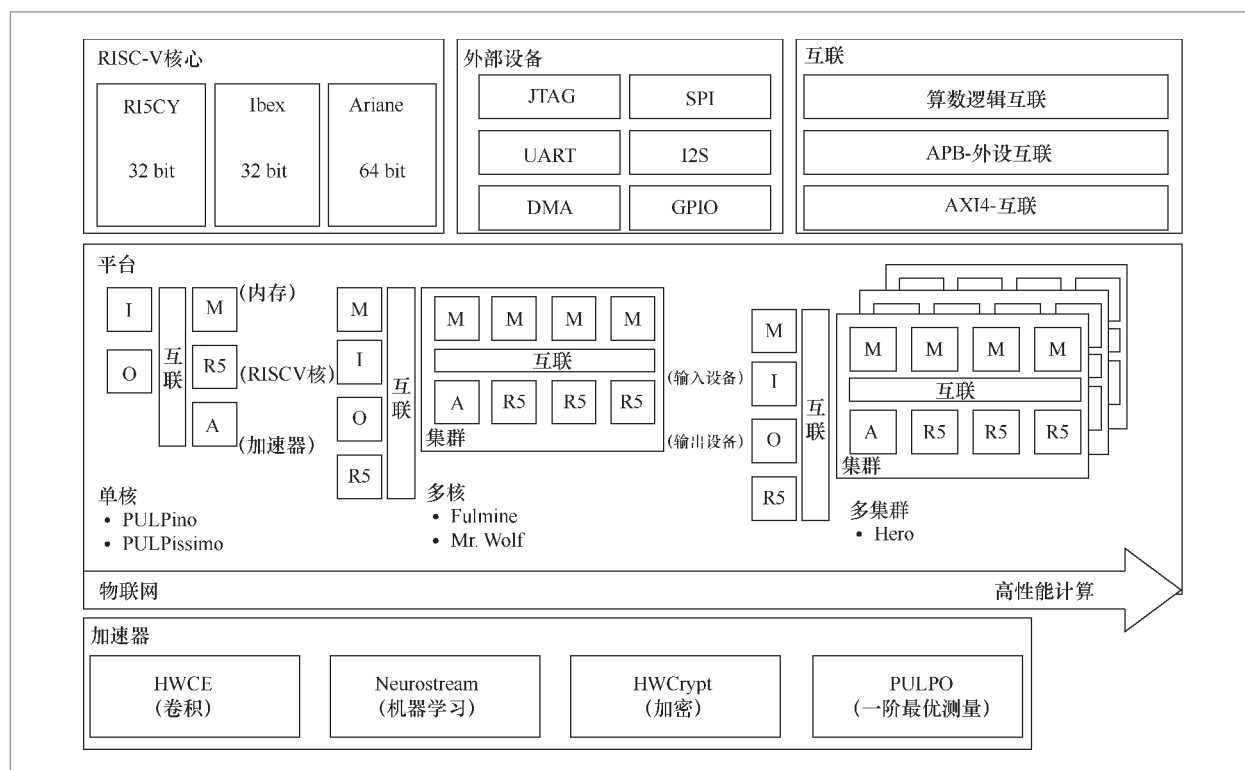 RISC-V核心
RI5CY
32 bit
Ibex
32 bit
Ariane
64 bit
外部设备
JTAG
SPI
UART
I2S
DMA
GPIO
互联
算数逻辑互联
APB-外设互联
AXI4-互联
平台
I
O
互联
M
(内存)
R5
(RISCV核)
A
(加速器)
单核
• PULPino
• PULPissimo
M
I
O
R5
互联
M
M
M
M
互联
A
R5
R5
R5
集群
多核
• Fulmine
• Mr. Wolf
(输入设备)
(输出设备)
M
I
O
R5
互联
M
M
M
M
互联
A
R5
R5
R5
集群
多集群
• Hero
物联网
高性能计算
加速器
HWCE
(卷积)
Neurostream
(机器学习)
HWCrypt
(加密)
PULPO
(一阶最优测量)